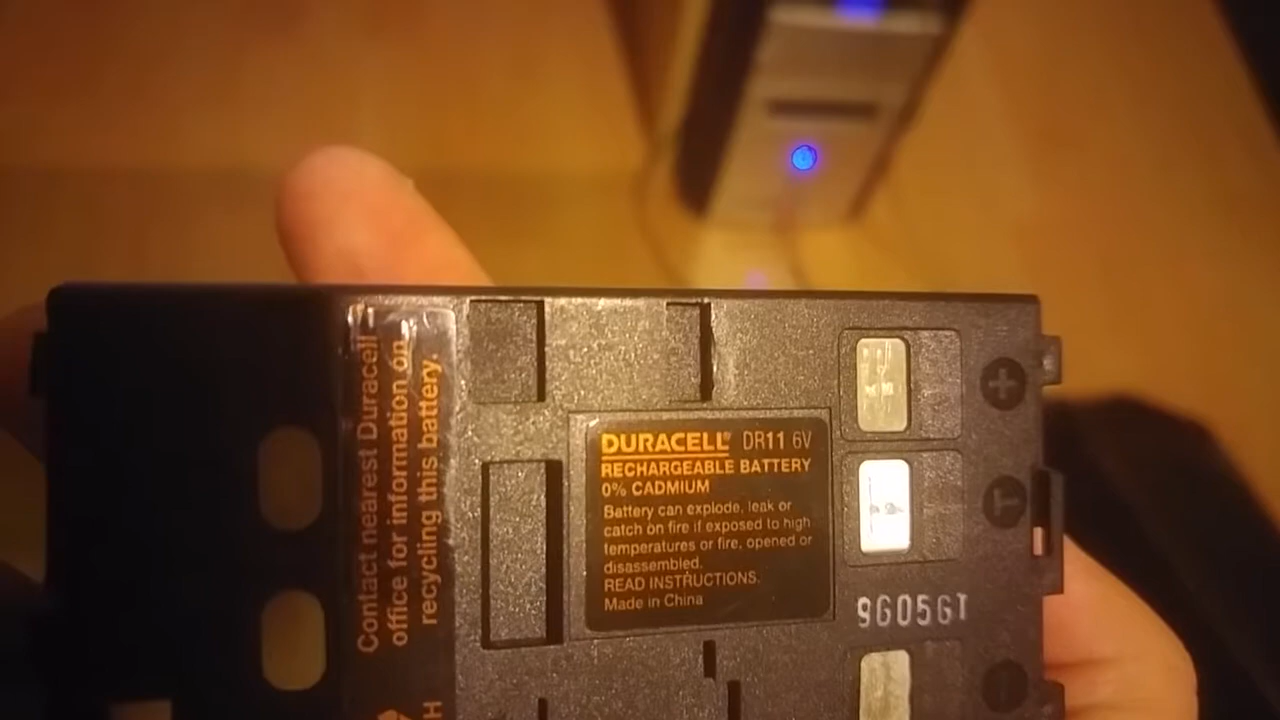 Contact nearest Duracell
office for information on
recycling this battery.
DURACELL® DR11 6V
RECHARGEABLE BATTERY
0% CADMIUM
Battery can explode, leak or
catch on fire if exposed to high
temperatures or fire, opened or
disassembled.
READ INSTRUCTIONS.
Made in China
+
T
9G05GT
-
H